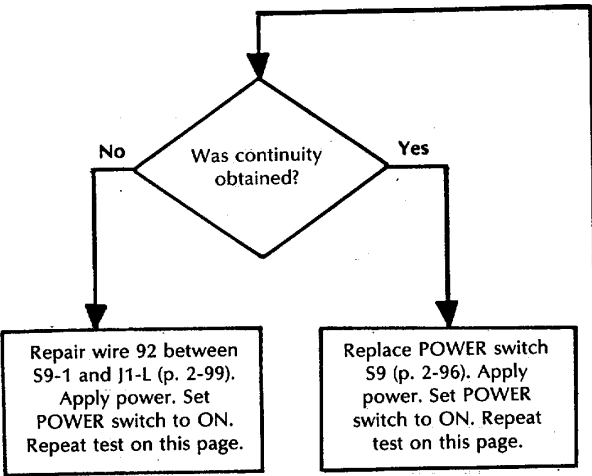 Was continuity
obtained?
No
Yes
Repair wire 92 between
S9-1 and J1-L (p. 2-99).
Apply power. Set
POWER switch to ON.
Repeat test on this page.
Replace POWER switch
S9 (p. 2-96). Apply
power. Set POWER
switch to ON. Repeat
test on this page.